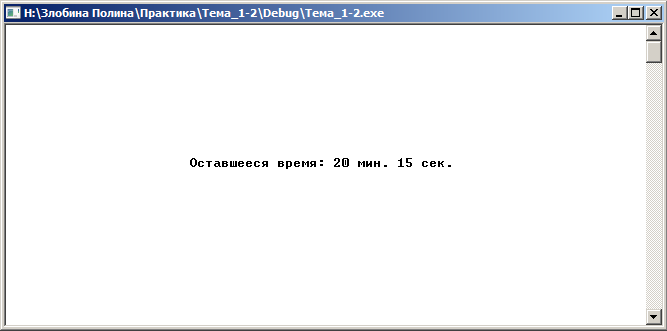 H:\Злобина Полина\Практика\Тема_1-2\Debug\Тема_1-2.exe
Оставшееся время: 20 мин. 15 сек.